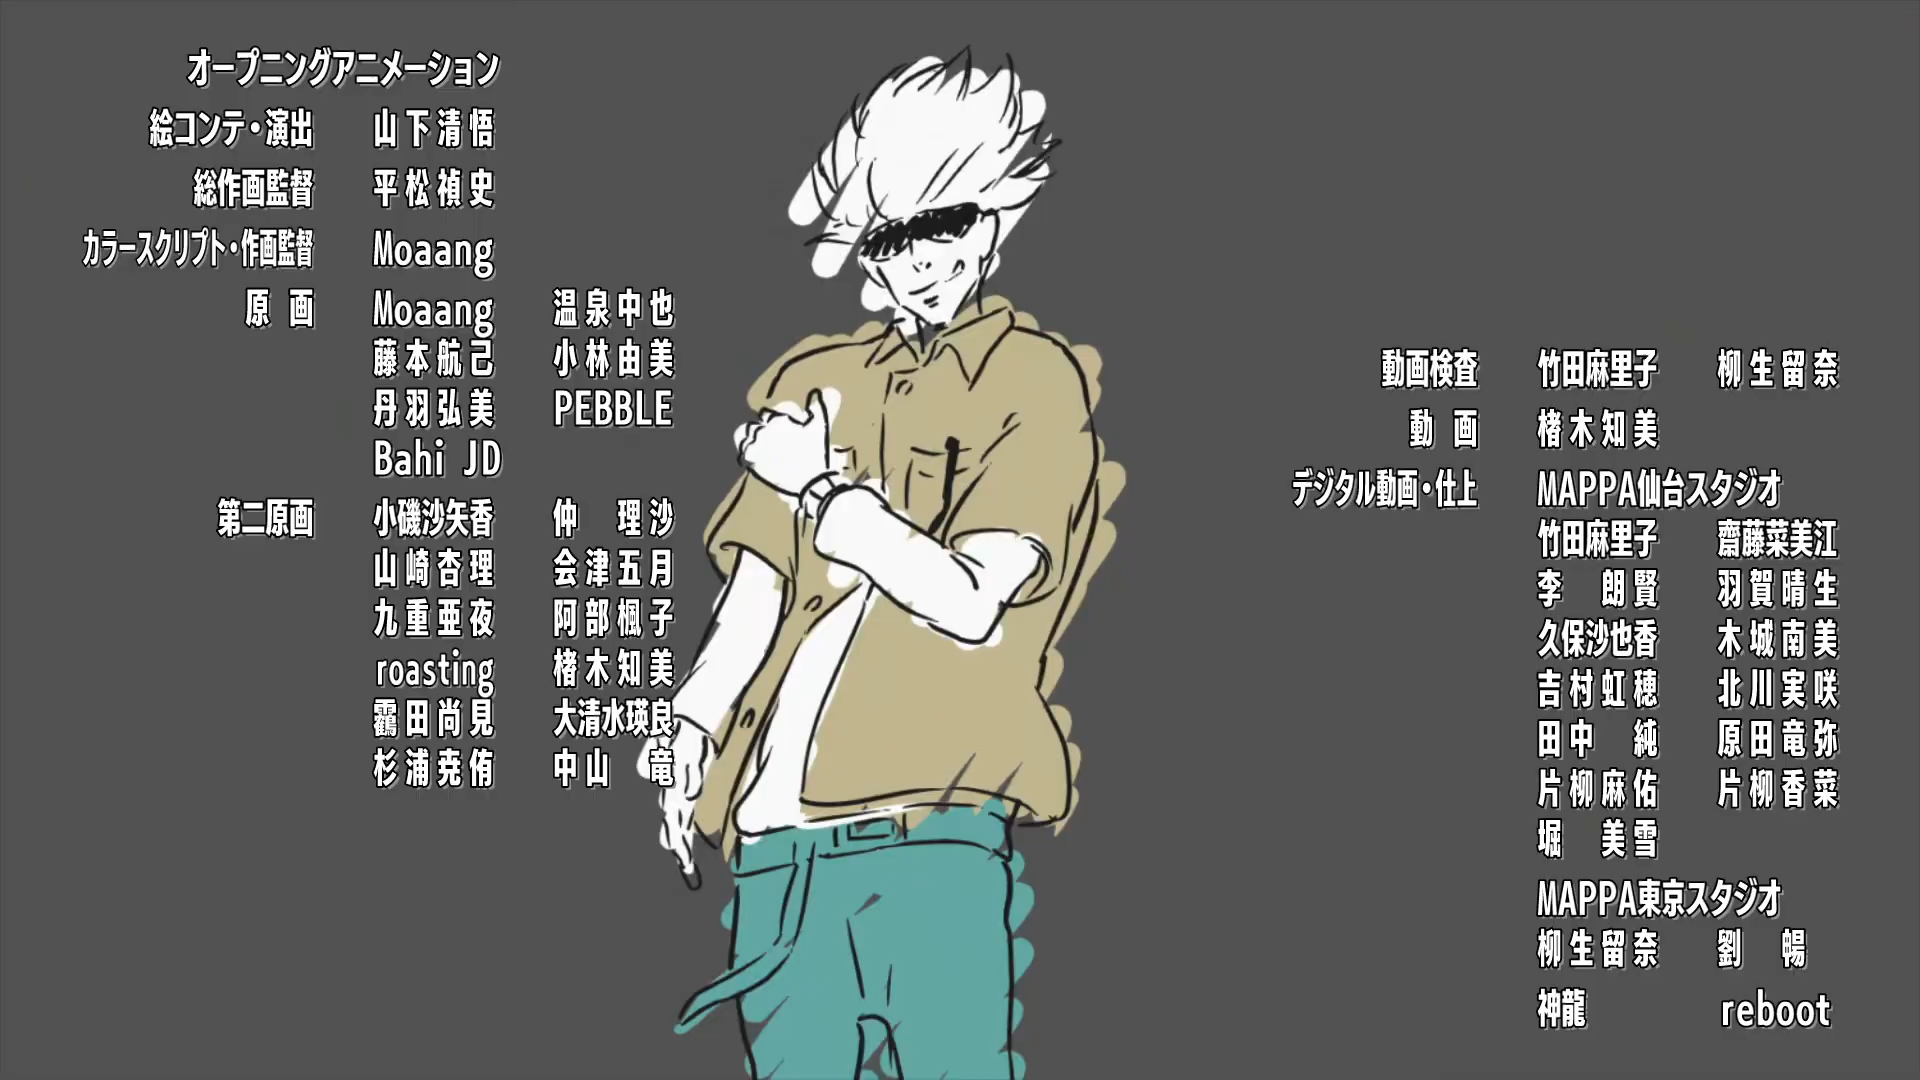 オープニングアニメーション
絵コンテ・演出 山下清悟
総作画監督 平松禎史
カラースクリプト・作画監督 Moaang
原画 Moaang 温泉中也
藤本航己 小林由美
丹羽弘美 PEBBLE
Bahi JD
第二原画 小磯沙矢香 仲 理沙
山崎杏理 会津五月
九重亜夜 阿部楓子
roasting 楮木知美
靏田尚見 大清水瑛良
杉浦尭侑 中山 竜
動画検査 竹田麻里子 柳生留奈
動画 楮木知美
デジタル動画・仕上 MAPPA仙台スタジオ
竹田麻里子 齋藤菜美江
李 朗賢 羽賀晴生
久保沙也香 木城南美
吉村虹穂 北川実咲
田中 純 原田竜弥
片柳麻佑 片柳香菜
堀 美雪
MAPPA東京スタジオ
柳生留奈 劉 暢
神龍 reboot